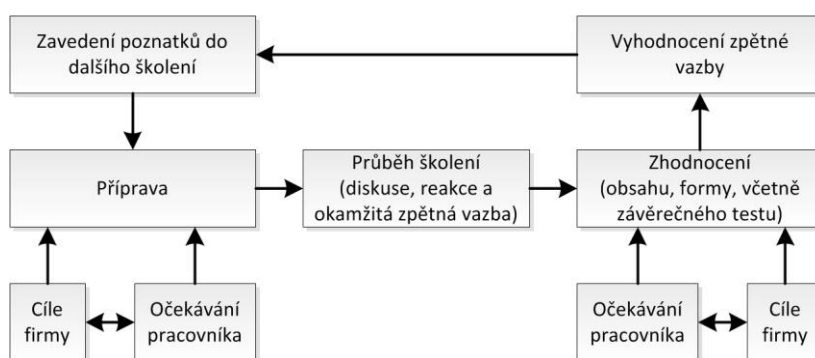 Zavedení poznatků do
dalšího školení
Vyhodnocení zpětné
vazby
Příprava
Průběh školení
(diskuse, reakce a
okamžitá zpětná vazba)
Zhodnocení
(obsahu, formy, včetně
závěrečného testu)
Cíle
firmy
Očekávání
pracovníka
Očekávání
pracovníka
Cíle
firmy